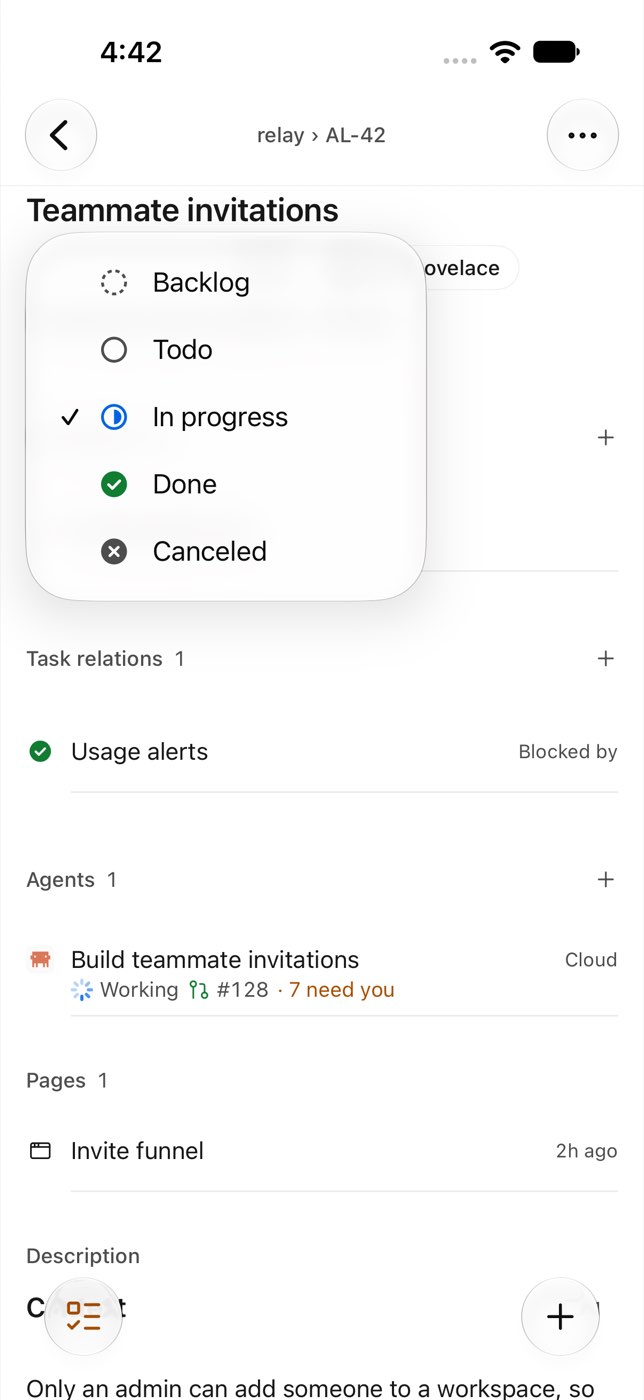 4:42
relay › AL-42
Teammate invitations
ovelace
Backlog
Todo
In progress
Done
Canceled
Task relations 1
Usage alerts
Blocked by
Agents 1
Build teammate invitations
Cloud
Working #128 · 7 need you
Pages 1
Invite funnel
2h ago
Description
Only an admin can add someone to a workspace, so